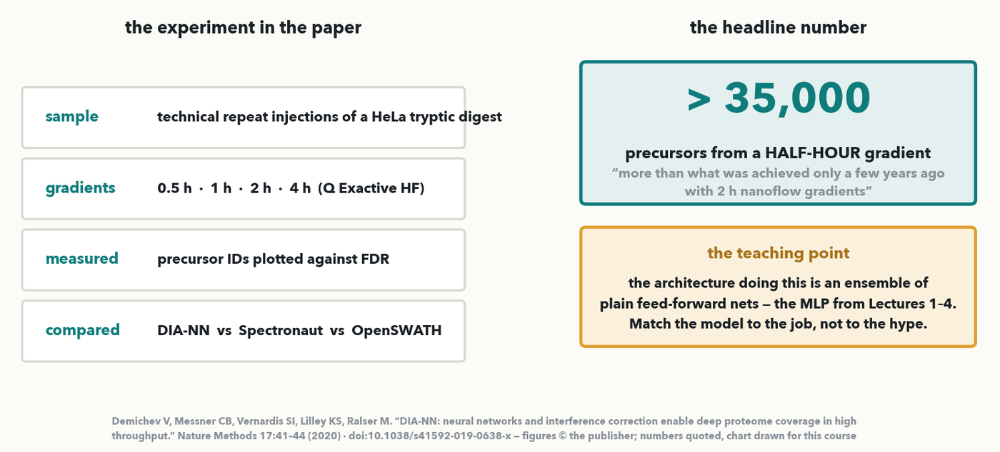 the experiment in the paper
sample technical repeat injections of a HeLa tryptic digest
gradients 0.5 h · 1 h · 2 h · 4 h (Q Exactive HF)
measured precursor IDs plotted against FDR
compared DIA-NN vs Spectronaut vs OpenSWATH
the headline number
> 35,000
precursors from a HALF-HOUR gradient
“more than what was achieved only a few years ago
with 2 h nanoflow gradients”
the teaching point
the architecture doing this is an ensemble of
plain feed-forward nets — the MLP from Lectures 1–4.
Match the model to the job, not to the hype.
Demichev V, Messner CB, Vernardis SI, Lilley KS, Ralser M. “DIA-NN: neural networks and interference correction enable deep proteome coverage in high
throughput.” Nature Methods 17:41–44 (2020) · doi:10.1038/s41592-019-0638-x — figures © the publisher; numbers quoted, chart drawn for this course